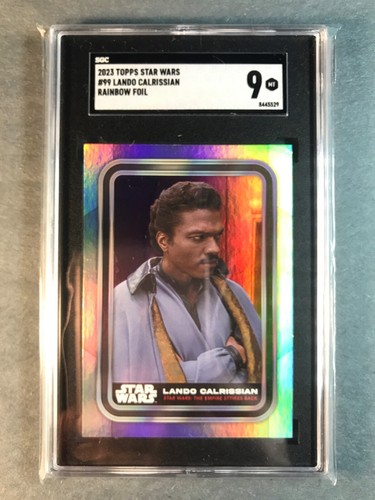 SGC
2023 TOPPS STAR WARS
#99 LANDO CALRISSIAN
RAINBOW FOIL
9 MT
8445529
STAR WARS
LANDO CALRISSIAN
STAR WARS: THE EMPIRE STRIKES BACK